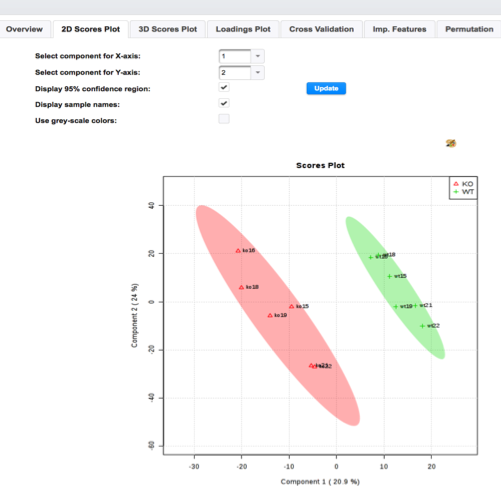 Overview 2D Scores Plot 3D Scores Plot Loadings Plot Cross Validation Imp. Features Permutation
Select component for X-axis: 1
Select component for Y-axis: 2
Display 95% confidence region: Update
Display sample names:
Use grey-scale colors:
Scores Plot
KO
WT
40
20
0
-20
-40
-60
Component 2 ( 24 %)
ko16
ko18
ko15
ko19
wt18
wt15
wt19
wt21
wt22
-30 -20 -10 0 10 20
Component 1 ( 20.9 %)